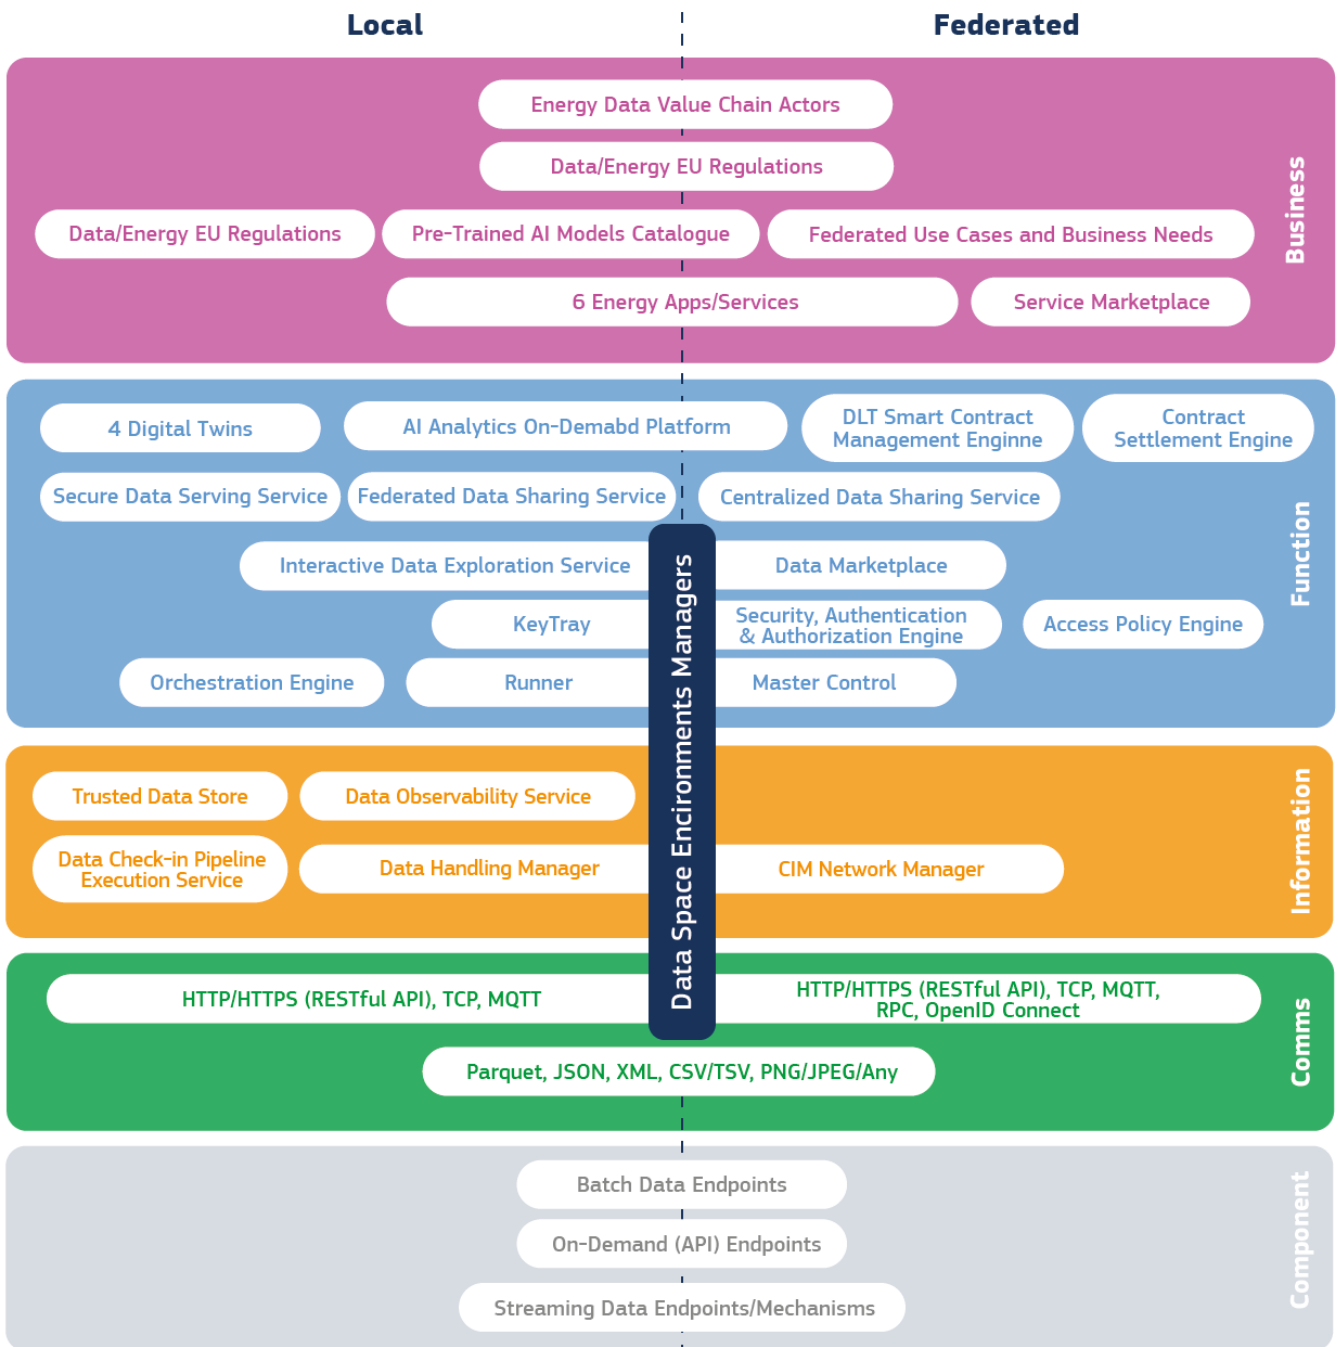 Local
Federated
Energy Data Value Chain Actors
Data/Energy EU Regulations
Data/Energy EU Regulations
Pre-Trained AI Models Catalogue
Federated Use Cases and Business Needs
6 Energy Apps/Services
Service Marketplace
Business
4 Digital Twins
AI Analytics On-Demabd Platform
DLT Smart Contract
Management Enginne
Contract
Settlement Engine
Secure Data Serving Service
Federated Data Sharing Service
Centralized Data Sharing Service
Interactive Data Exploration Service
Data Marketplace
KeyTray
Security, Authentication
& Authorization Engine
Access Policy Engine
Orchestration Engine
Runner
Master Control
Function
Data Space Encironments Managers
Trusted Data Store
Data Observability Service
Data Check-in Pipeline
Execution Service
Data Handling Manager
CIM Network Manager
Information
HTTP/HTTPS (RESTful API), TCP, MQTT
HTTP/HTTPS (RESTful API), TCP, MQTT,
RPC, OpenID Connect
Parquet, JSON, XML, CSV/TSV, PNG/JPEG/Any
Comms
Batch Data Endpoints
On-Demand (API) Endpoints
Streaming Data Endpoints/Mechanisms
Component